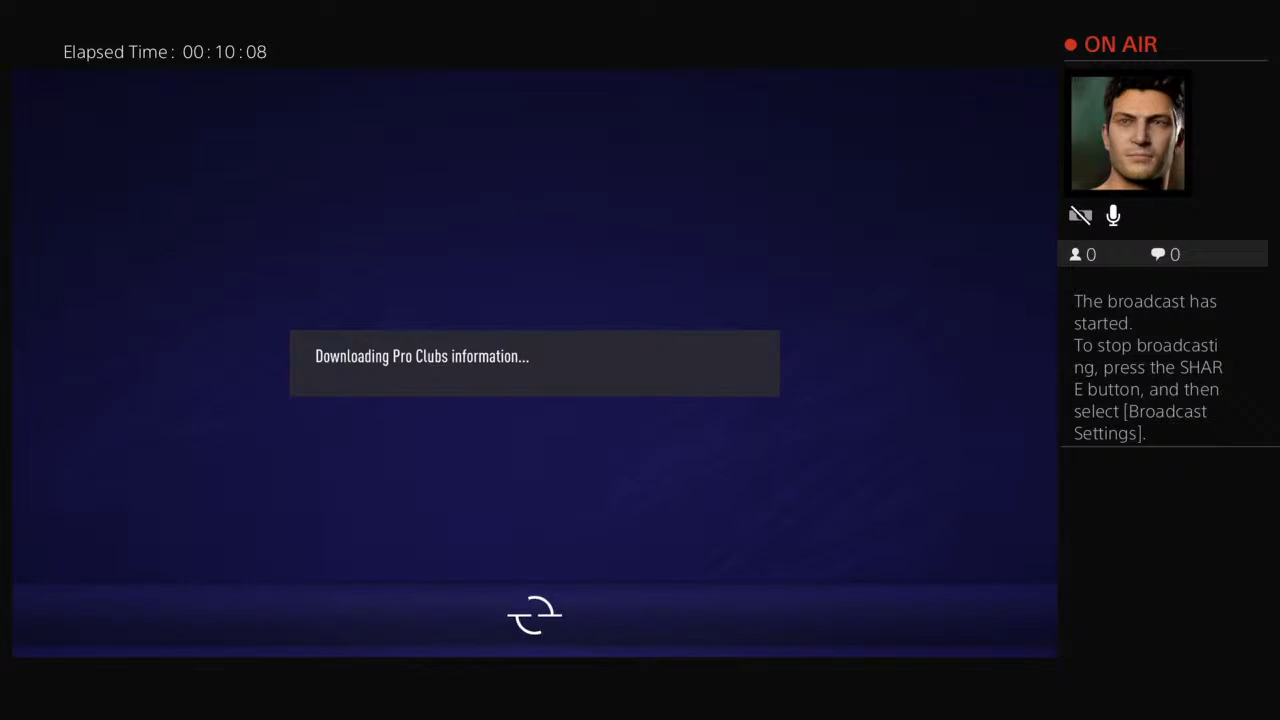 Elapsed Time: 00:10:08
ON AIR
0 0
Downloading Pro Clubs information...
The broadcast has
started.
To stop broadcasti
ng, press the SHAR
E button, and then
select [Broadcast
Settings].